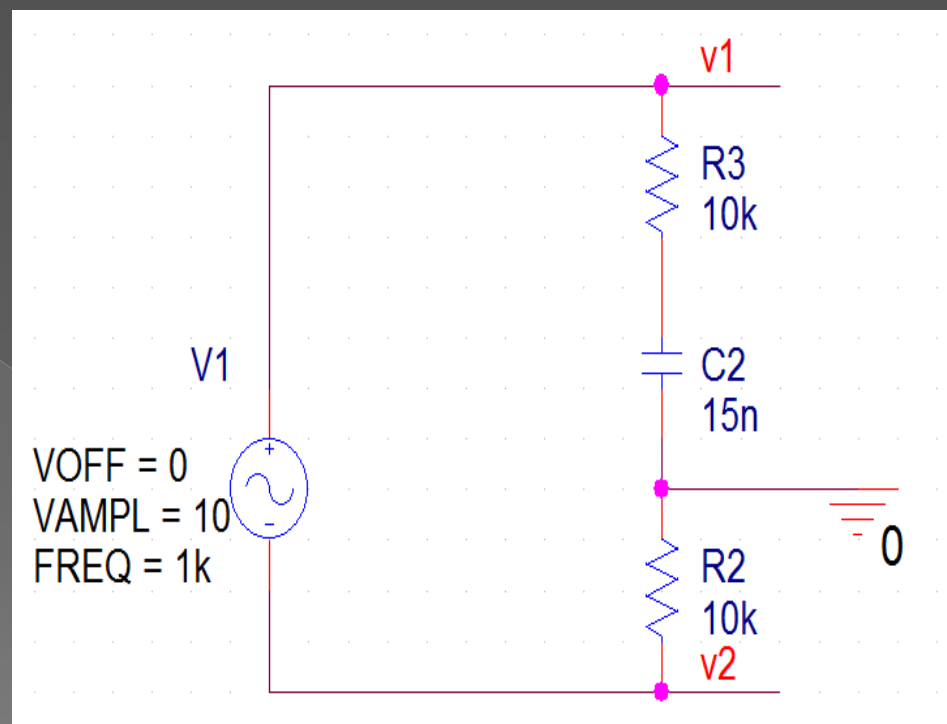 v1
R3
10k
V1
C2
15n
VOFF = 0
VAMPL = 10
FREQ = 1k
0
R2
10k
v2